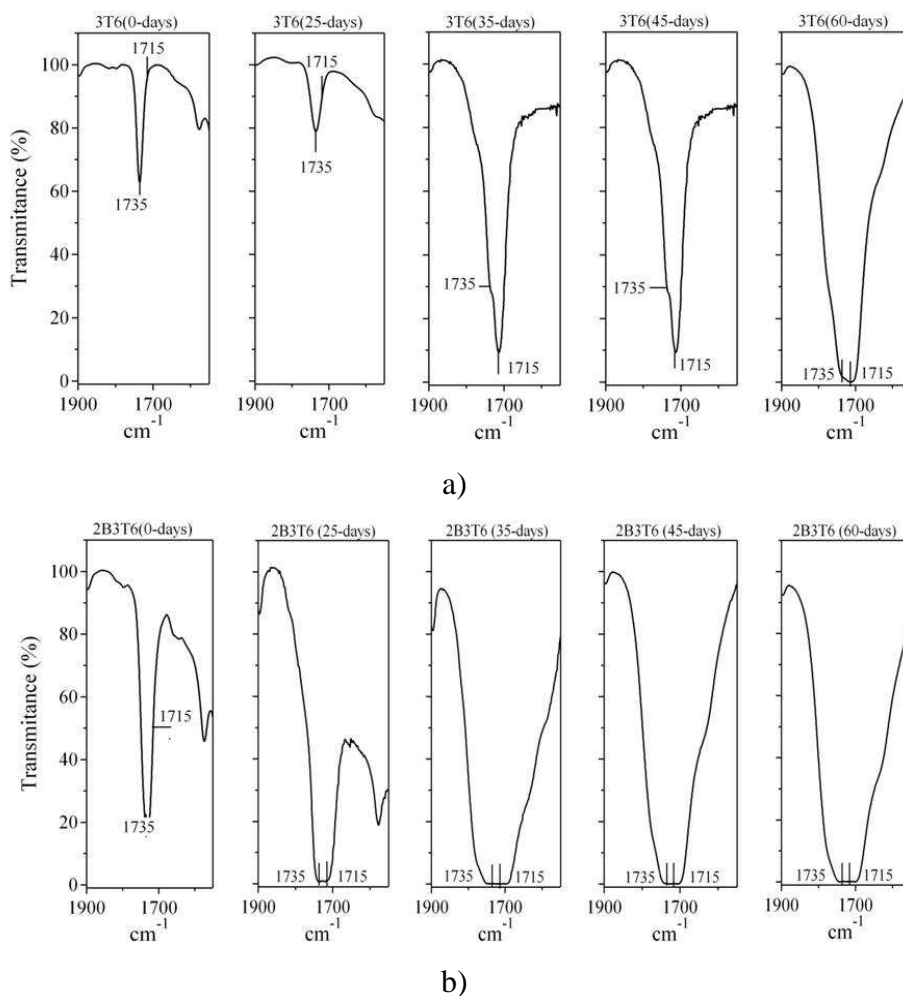 3T6(0-days) 3T6(25-days) 3T6(35-days) 3T6(45-days) 3T6(60-days)
1715 1715
100
80
60
40
20
0
Transmitance (%)
1735 1735
1735 1735
1715 1715
1735 1715
1900 1700 1900 1700 1900 1700 1900 1700 1900 1700
cm-1 cm-1 cm-1 cm-1 cm-1
a)
2B3T6(0-days) 2B3T6 (25-days) 2B3T6 (35-days) 2B3T6 (45-days) 2B3T6 (60-days)
100
80
60
40
20
0
Transmitance (%)
1715
1735
1735 1715 1735 1715 1735 1715 1735 1715
1900 1700 1900 1700 1900 1700 1900 1700 1900 1700
cm-1 cm-1 cm-1 cm-1 cm-1
b)